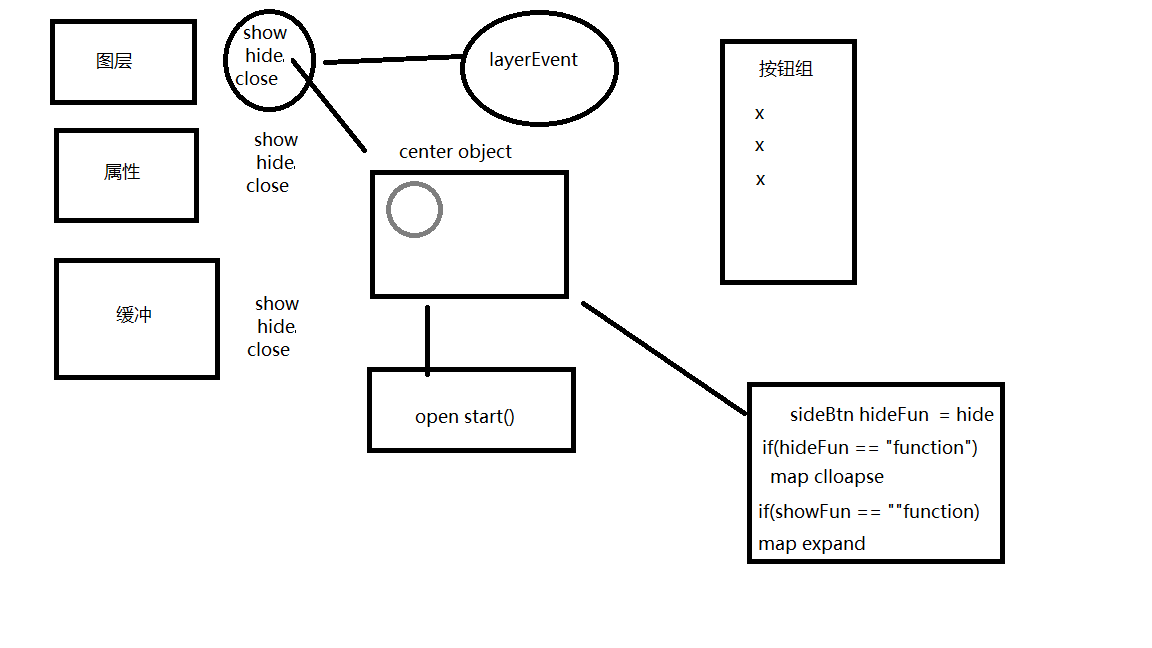 图层
show
hide.
close
layerEvent
属性
show
hide.
close
缓冲
show
hide.
close
center object
open start()
按钮组
x
x
x
sideBtn hideFun = hide
if(hideFun == "function")
map clloapse
if(showFun == ""function)
map expand